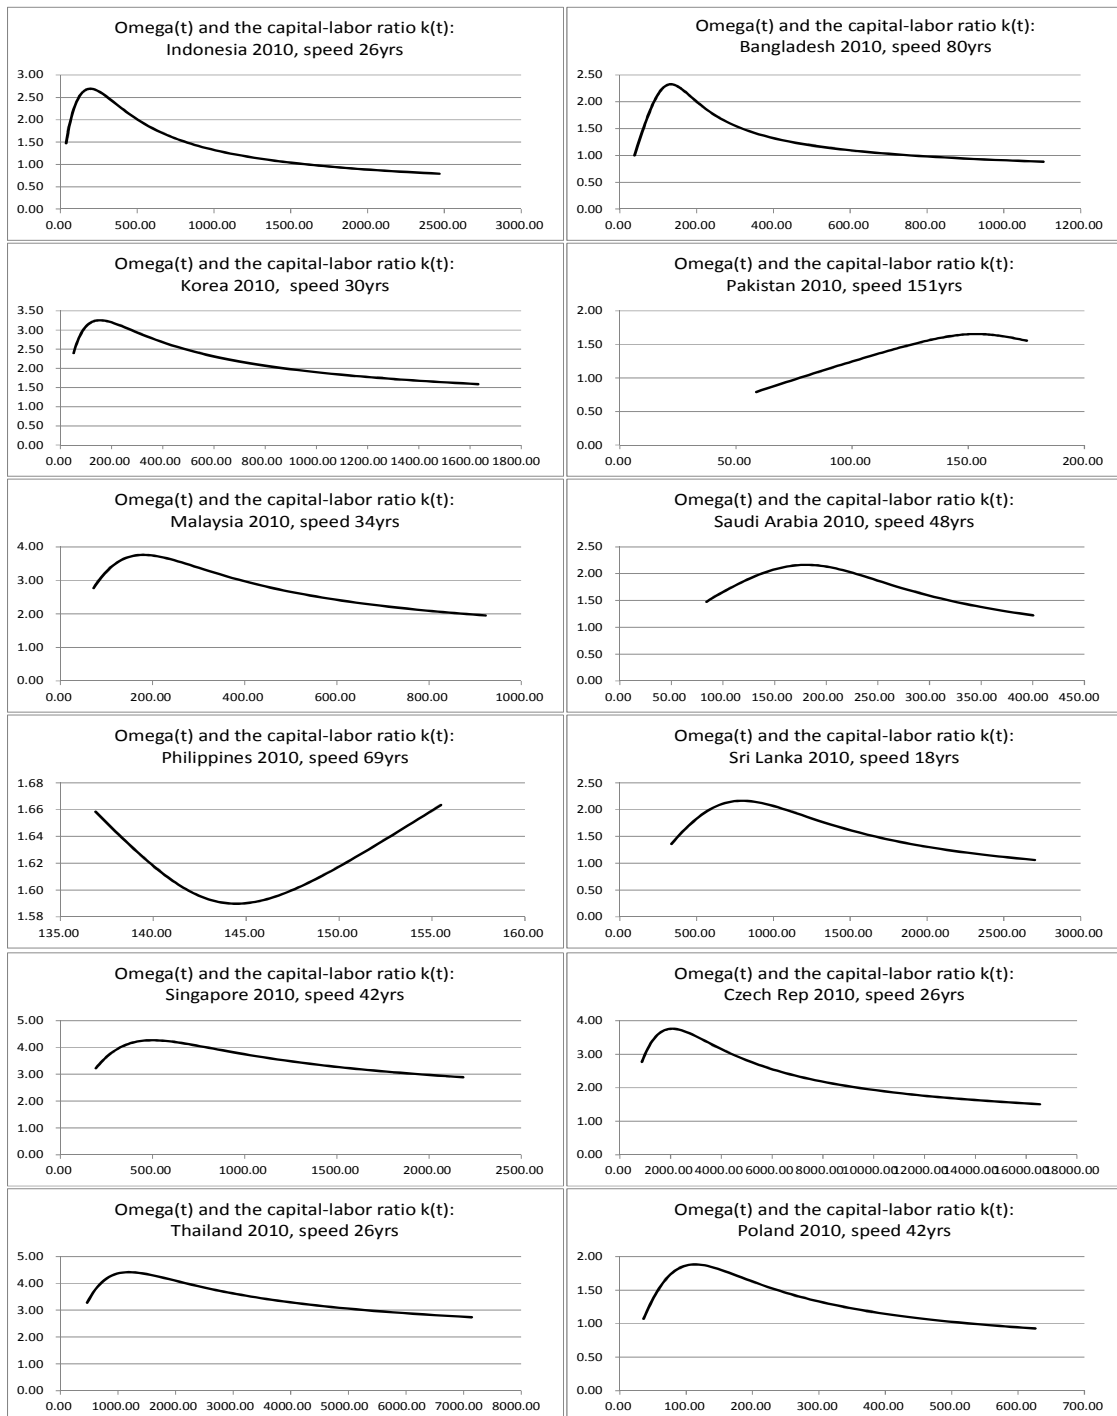 Omega(t) and the capital-labor ratio k(t):
Indonesia 2010, speed 26yrs
3.00
2.50
2.00
1.50
1.00
0.50
0.00
0.00 500.00 1000.00 1500.00 2000.00 2500.00 3000.00
Omega(t) and the capital-labor ratio k(t):
Bangladesh 2010, speed 80yrs
2.50
2.00
1.50
1.00
0.50
0.00
0.00 200.00 400.00 600.00 800.00 1000.00 1200.00
Omega(t) and the capital-labor ratio k(t):
Korea 2010, speed 30yrs
3.50
3.00
2.50
2.00
1.50
1.00
0.50
0.00
0.00 200.00 400.00 600.00 800.00 1000.00 1200.00 1400.00 1600.00 1800.00
Omega(t) and the capital-labor ratio k(t):
Pakistan 2010, speed 151yrs
2.00
1.50
1.00
0.50
0.00
0.00 50.00 100.00 150.00 200.00
Omega(t) and the capital-labor ratio k(t):
Malaysia 2010, speed 34yrs
4.00
3.00
2.00
1.00
0.00
0.00 200.00 400.00 600.00 800.00 1000.00
Omega(t) and the capital-labor ratio k(t):
Saudi Arabia 2010, speed 48yrs
2.50
2.00
1.50
1.00
0.50
0.00
0.00 50.00 100.00 150.00 200.00 250.00 300.00 350.00 400.00 450.00
Omega(t) and the capital-labor ratio k(t):
Philippines 2010, speed 69yrs
1.68
1.66
1.64
1.62
1.60
1.58
135.00 140.00 145.00 150.00 155.00 160.00
Omega(t) and the capital-labor ratio k(t):
Sri Lanka 2010, speed 18yrs
2.50
2.00
1.50
1.00
0.50
0.00
0.00 500.00 1000.00 1500.00 2000.00 2500.00 3000.00
Omega(t) and the capital-labor ratio k(t):
Singapore 2010, speed 42yrs
5.00
4.00
3.00
2.00
1.00
0.00
0.00 500.00 1000.00 1500.00 2000.00 2500.00
Omega(t) and the capital-labor ratio k(t):
Czech Rep 2010, speed 26yrs
4.00
3.00
2.00
1.00
0.00
0.00 2000.00 4000.00 6000.00 8000.00 10000.00 12000.00 14000.00 16000.00 18000.00
Omega(t) and the capital-labor ratio k(t):
Thailand 2010, speed 26yrs
5.00
4.00
3.00
2.00
1.00
0.00
0.00 1000.00 2000.00 3000.00 4000.00 5000.00 6000.00 7000.00 8000.00
Omega(t) and the capital-labor ratio k(t):
Poland 2010, speed 42yrs
2.00
1.50
1.00
0.50
0.00
0.00 100.00 200.00 300.00 400.00 500.00 600.00 700.00